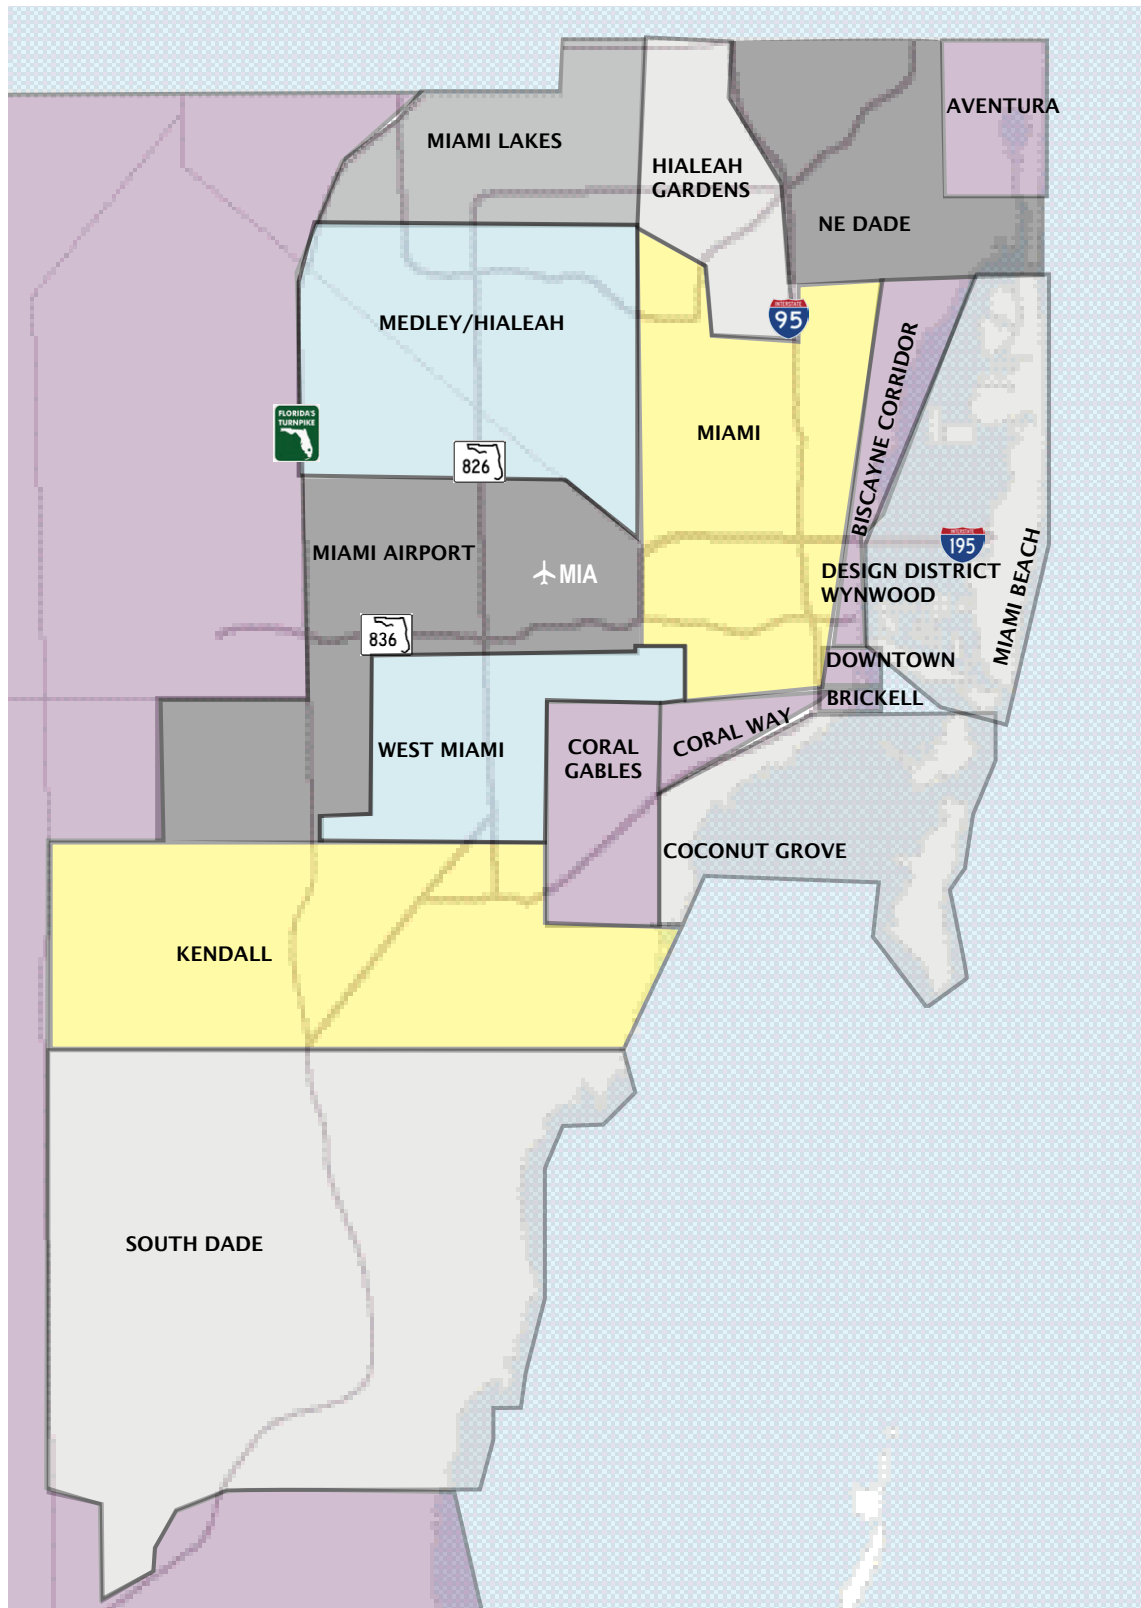 AVENTURA
MIAMI LAKES
HIALEAH
GARDENS
NE DADE
INTERSTATE
95
MEDLEY/HIALEAH
BISCAYNE CORRIDOR
FLORIDA'S
TURNPIKE
MIAMI
826
INTERSTATE
195
MIAMI AIRPORT
MIA
DESIGN DISTRICT
WYNWOOD
MIAMI BEACH
836
DOWNTOWN
BRICKELL
CORAL WAY
WEST MIAMI
CORAL
GABLES
COCONUT GROVE
KENDALL
SOUTH DADE